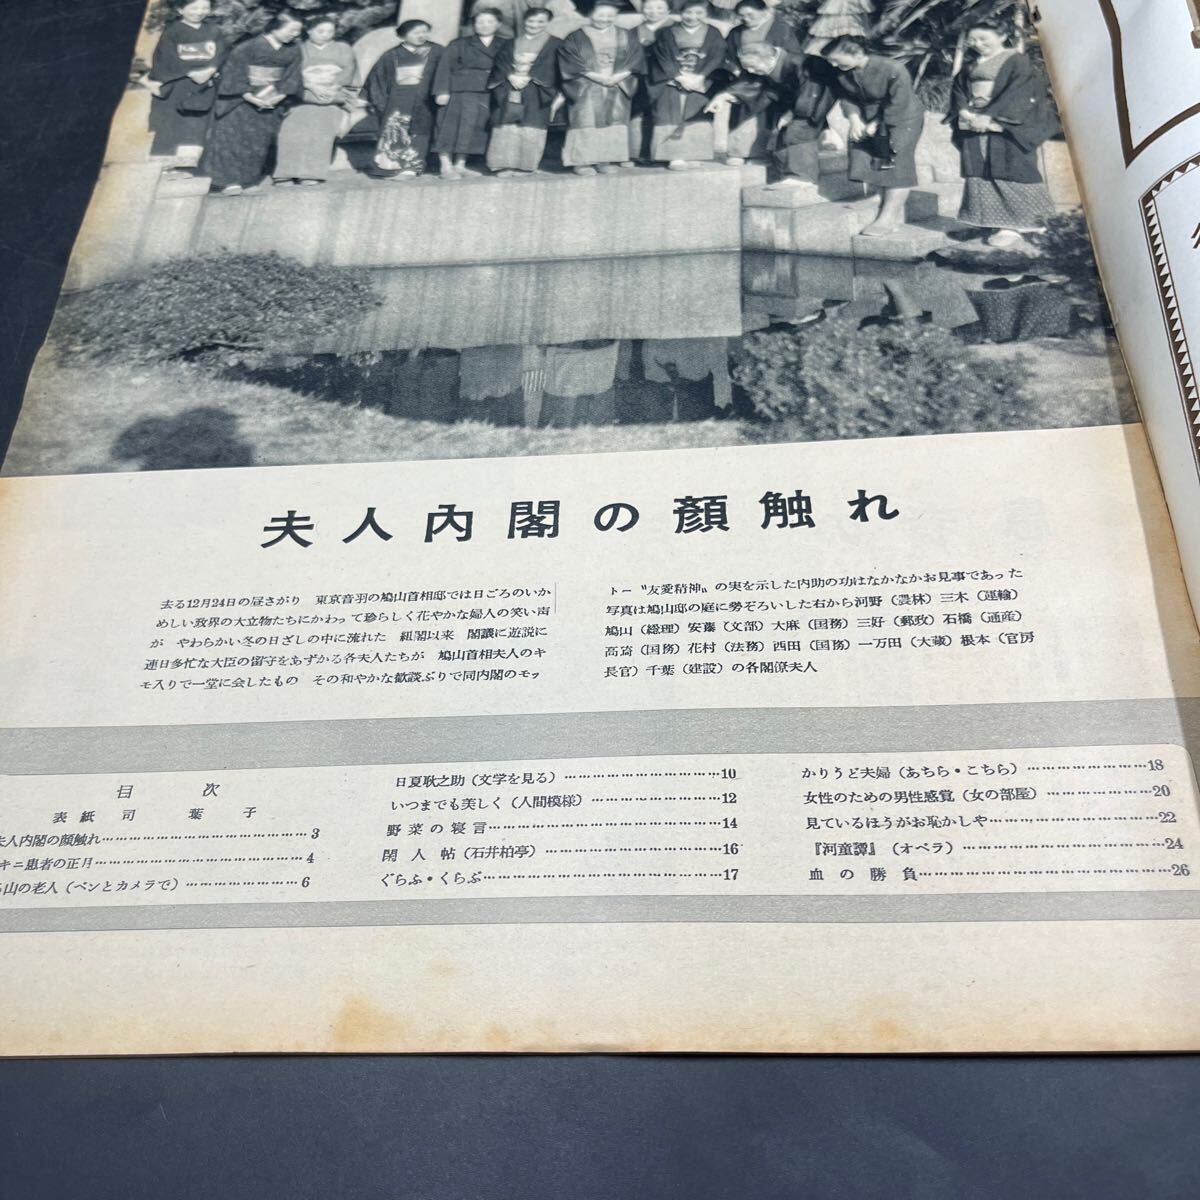 夫人内閣の顔触れ
去る12月24日の昼さがり　東京音羽の鳩山首相邸では日ごろのいか
めしい政界の大立物たちにかわって珍らしく花やかな婦人の笑い声
が　やわらかい冬の日ざしの中に流れた　組閣以来　閣議に遊説に
連日多忙な大臣の留守をあずかる各夫人たちが　鳩山首相夫人のキ
モ入りで一堂に会したもの　その和やかな歓談ぶりで同内閣のモッ
トー〝友愛精神〟の実を示した内助の功はなかなかお見事であった
写真は鳩山邸の庭に勢ぞろいした右から河野（農林）三木（運輸）
鳩山（総理）安藤（文部）大麻（国務）三好（郵政）石橋（通産）
高碕（国務）花村（法務）西田（国務）一万田（大蔵）根本（官房
長官）千葉（建設）の各閣僚夫人
目　次
表紙　司　葉　子
夫人内閣の顔触れ……………………………3
キニ患者の正月……………………………4
山の老人（ペンとカメラで）…………………6
日夏耿之助（文学を見る）……………………………10
いつまでも美しく（人間模様）…………………12
野菜の寝言……………………………14
閑人帖（石井柏亭）…………………………16
ぐらふ・くらぶ……………………………17
かりうど夫婦（あちら・こちら）…………………18
女性のための男性感覚（女の部屋）………………20
見ているほうがお恥かしや……………………22
『河童譚』（オペラ）…………………………24
血の勝負……………………………26